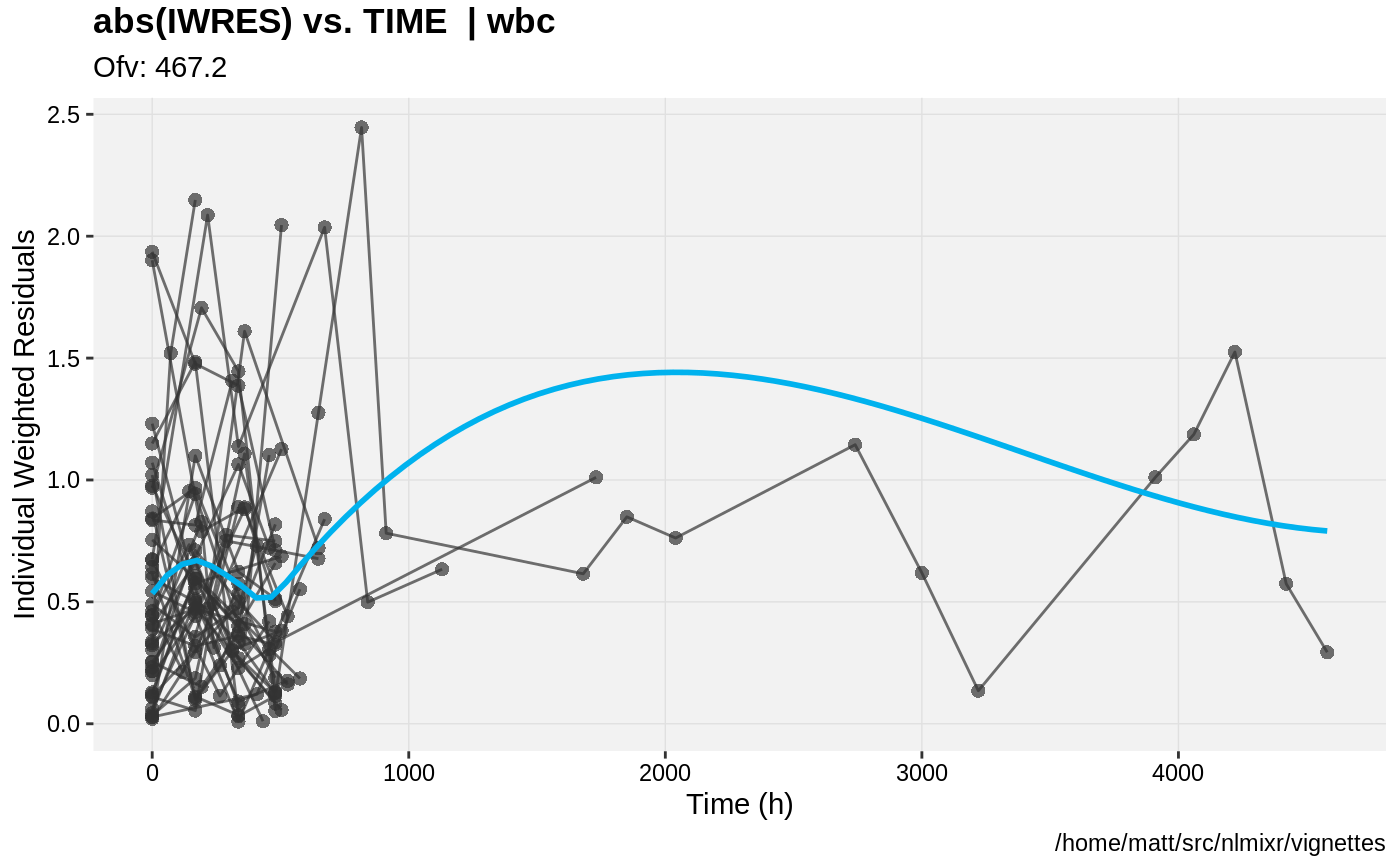 abs(IWRES) vs. TIME  | wbc
Ofv: 467.2
Individual Weighted Residuals
2.5
2.0
1.5
1.0
0.5
0.0
0 1000 2000 3000 4000
Time (h)
/home/matt/src/nlmixr/vignettes